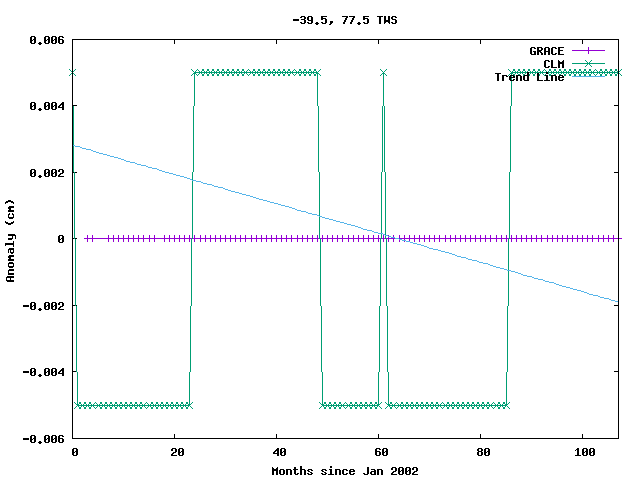 -39.5, 77.5 TWS
GRACE
CLM
Trend Line
0.006
0.004
0.002
0
-0.002
-0.004
-0.006
Anomaly (cm)
0 20 40 60 80 100
Months since Jan 2002